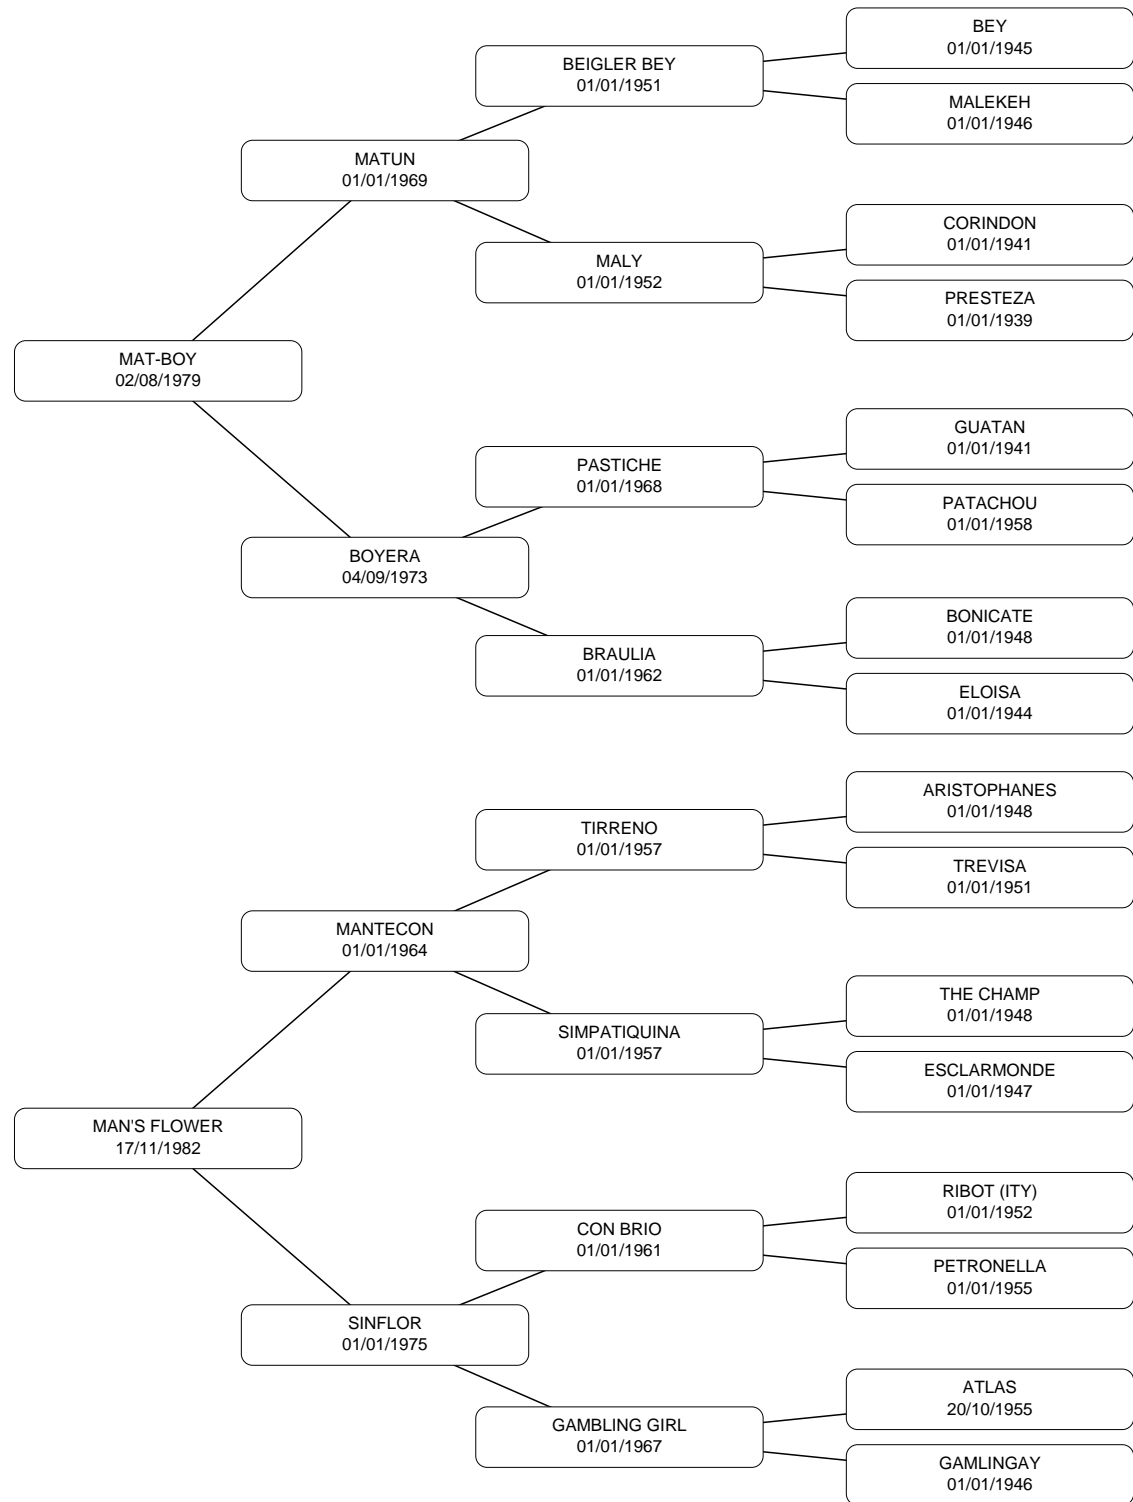 BEY
01/01/1945
BEIGLER BEY
01/01/1951
MALEKEH
01/01/1946
MATUN
01/01/1969
CORINDON
01/01/1941
MALY
01/01/1952
PRESTEZA
01/01/1939
MAT-BOY
02/08/1979
GUATAN
01/01/1941
PASTICHE
01/01/1968
PATACHOU
01/01/1958
BOYERA
04/09/1973
BONICATE
01/01/1948
BRAULIA
01/01/1962
ELOISA
01/01/1944
ARISTOPHANES
01/01/1948
TIRRENO
01/01/1957
TREVISA
01/01/1951
MANTECON
01/01/1964
THE CHAMP
01/01/1948
SIMPATIQUINA
01/01/1957
ESCLARMONDE
01/01/1947
MAN'S FLOWER
17/11/1982
RIBOT (ITY)
01/01/1952
CON BRIO
01/01/1961
PETRONELLA
01/01/1955
SINFLOR
01/01/1975
ATLAS
20/10/1955
GAMBLING GIRL
01/01/1967
GAMLINGAY
01/01/1946